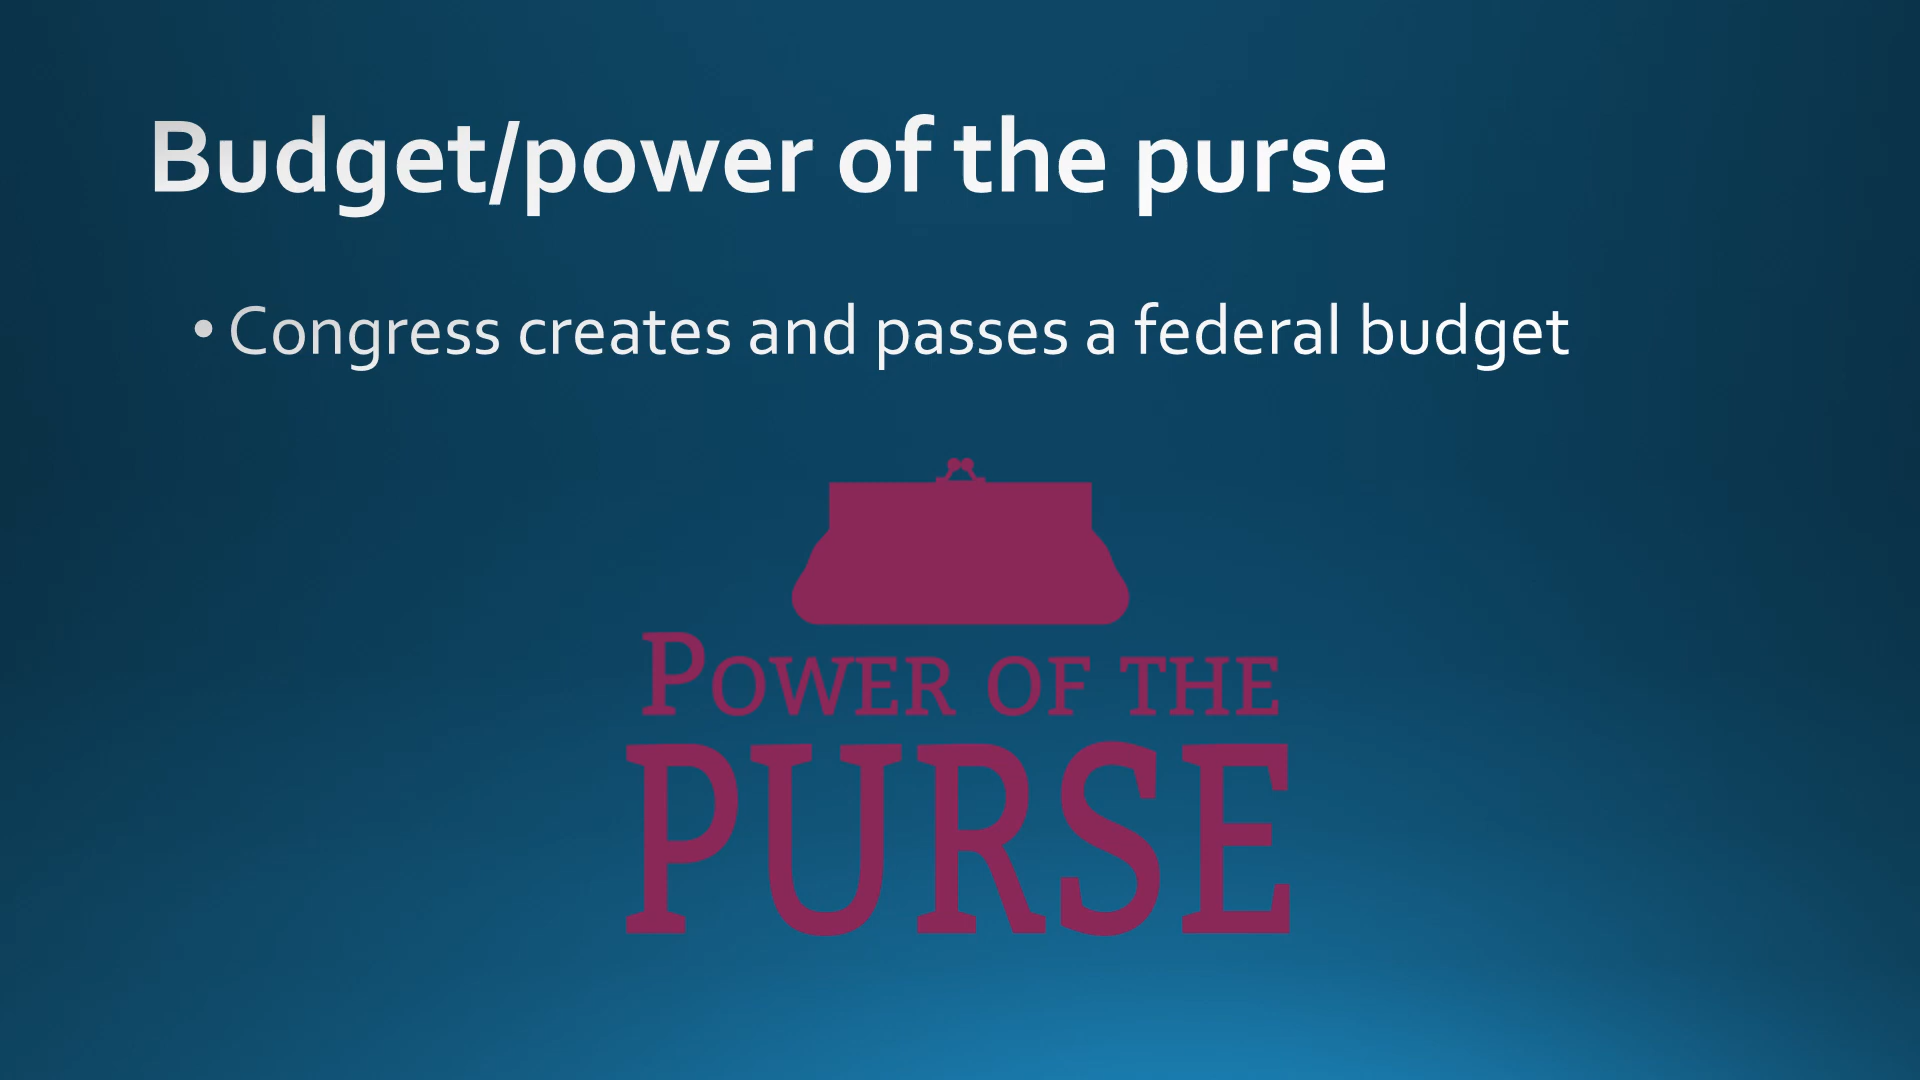 Budget/power of the purse
• Congress creates and passes a federal budget
POWER OF THE
PURSE